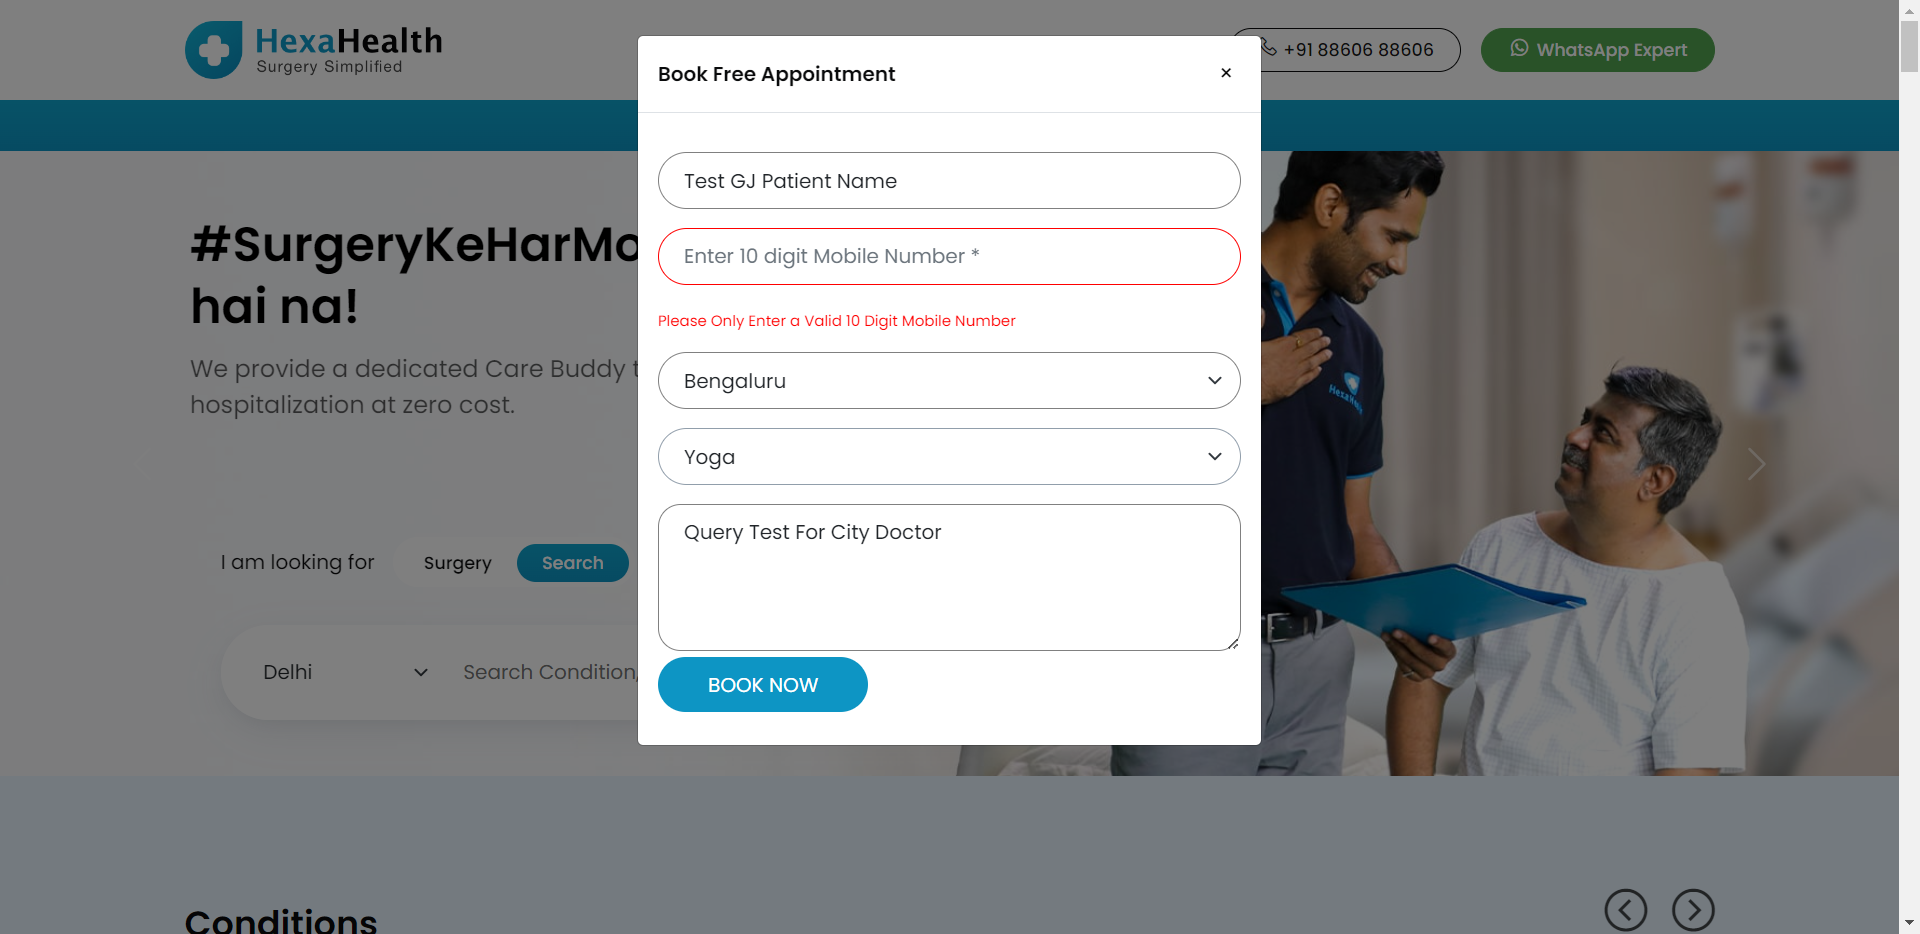 HexaHealth
Surgery Simplified
+91 88606 88606
WhatsApp Expert
Book Free Appointment
Test GJ Patient Name
Enter 10 digit Mobile Number *
Please Only Enter a Valid 10 Digit Mobile Number
Bengaluru
Yoga
Query Test For City Doctor
BOOK NOW
#SurgeryKeHarMo
hai na!
We provide a dedicated Care Buddy t
hospitalization at zero cost.
I am looking for
Surgery
Search
Delhi
Search Condition,
Conditions